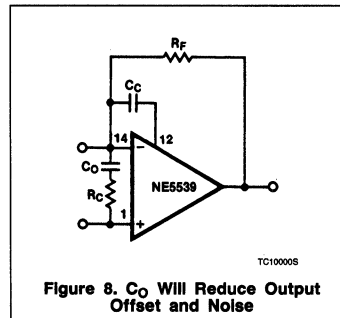 RF
CC
14
12
−
CO
NE5539
RC
1
+
TC10000S
Figure 8. CO Will Reduce Output
Offset and Noise